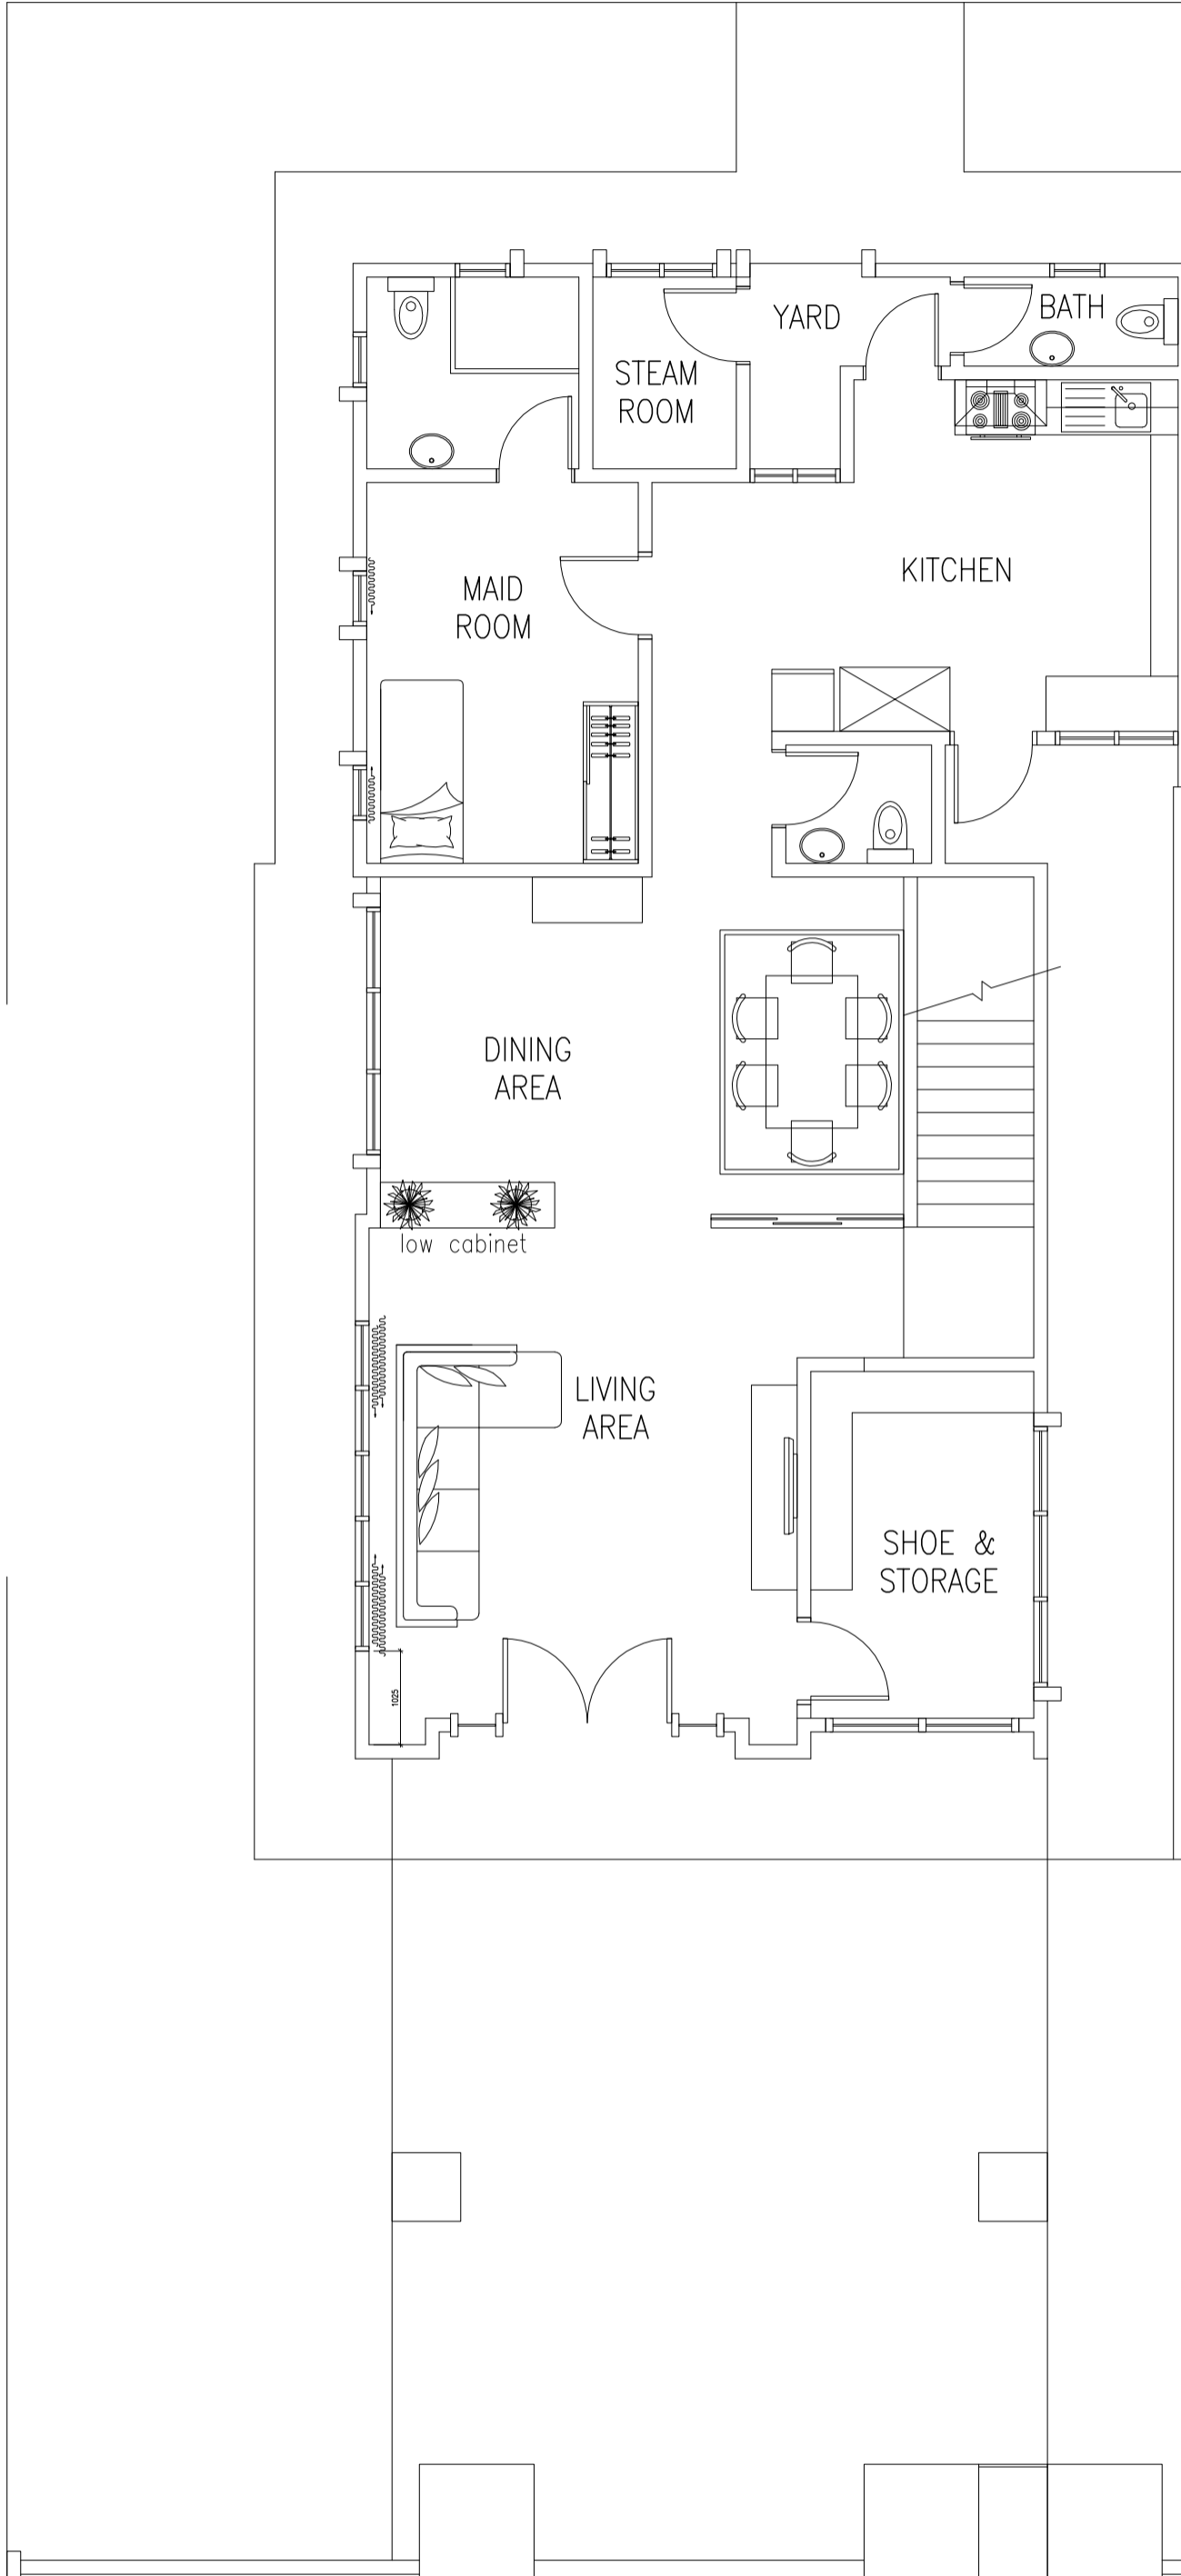 BATH
YARD
STEAM
ROOM
KITCHEN
MAID
ROOM
DINING
AREA
low cabinet
LIVING
AREA
SHOE &
STORAGE
1025